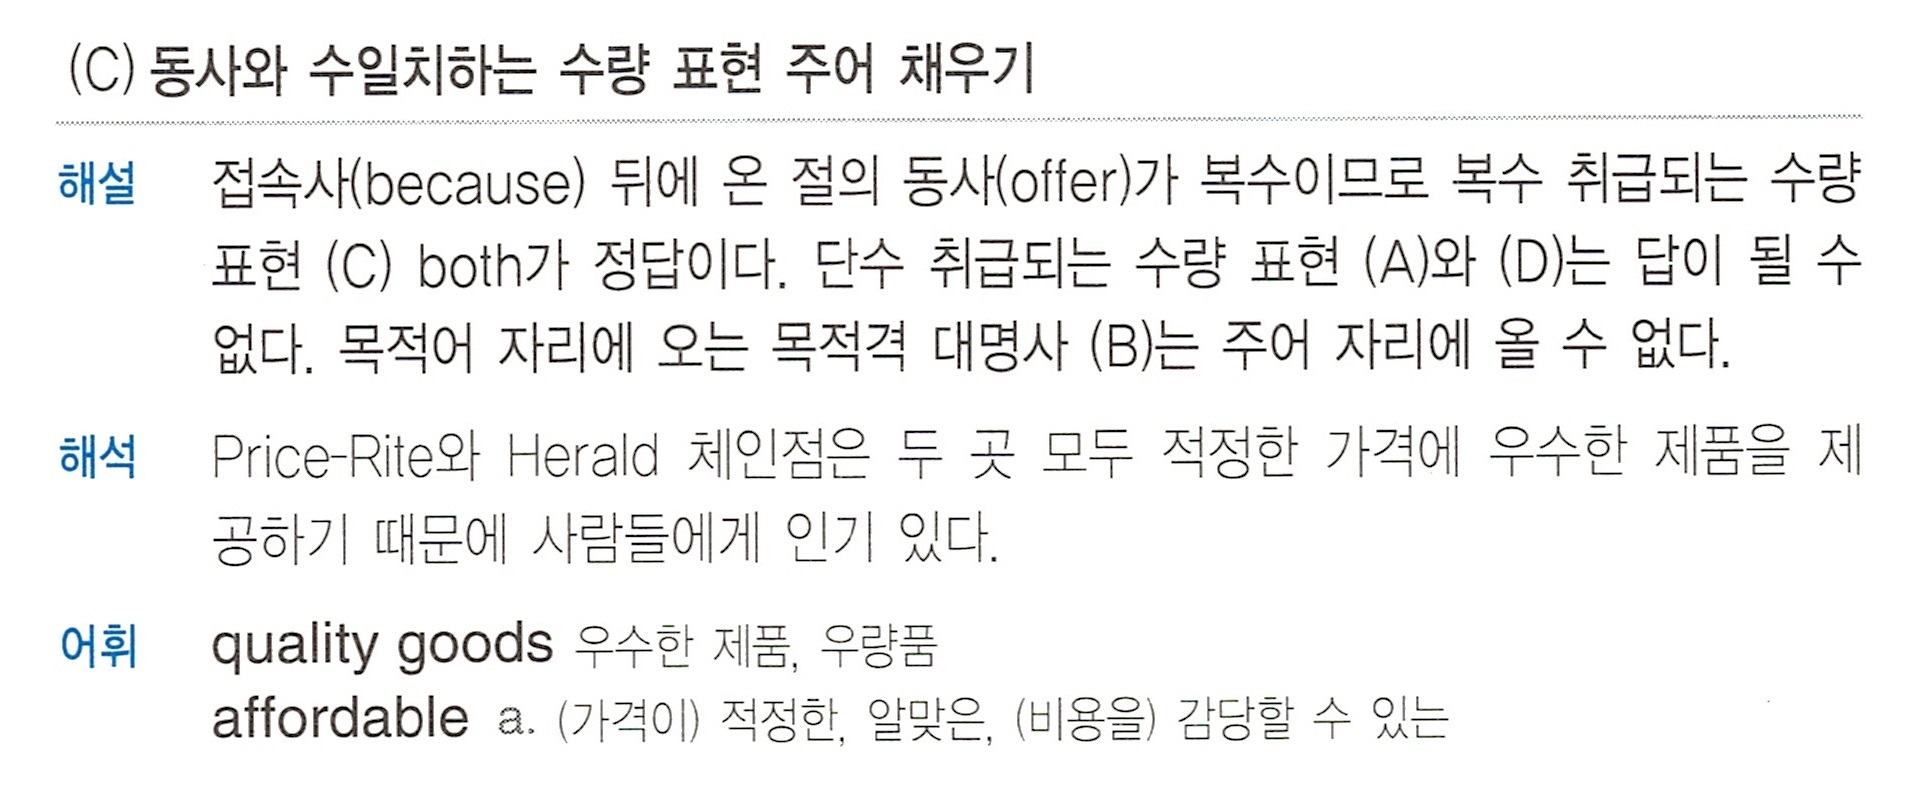 (C) 동사와 수일치하는 수량 표현 주어 채우기
해설 접속사(because) 뒤에 온 절의 동사(offer)가 복수이므로 복수 취급되는 수량
표현 (C) both가 정답이다. 단수 취급되는 수량 표현 (A)와 (D)는 답이 될 수
없다. 목적어 자리에 오는 목적격 대명사 (B)는 주어 자리에 올 수 없다.
해석 Price-Rite와 Herald 체인점은 두 곳 모두 적정한 가격에 우수한 제품을 제
공하기 때문에 사람들에게 인기 있다.
어휘 quality goods 우수한 제품, 우량품
affordable a. (가격이) 적정한, 알맞은, (비용을) 감당할 수 있는